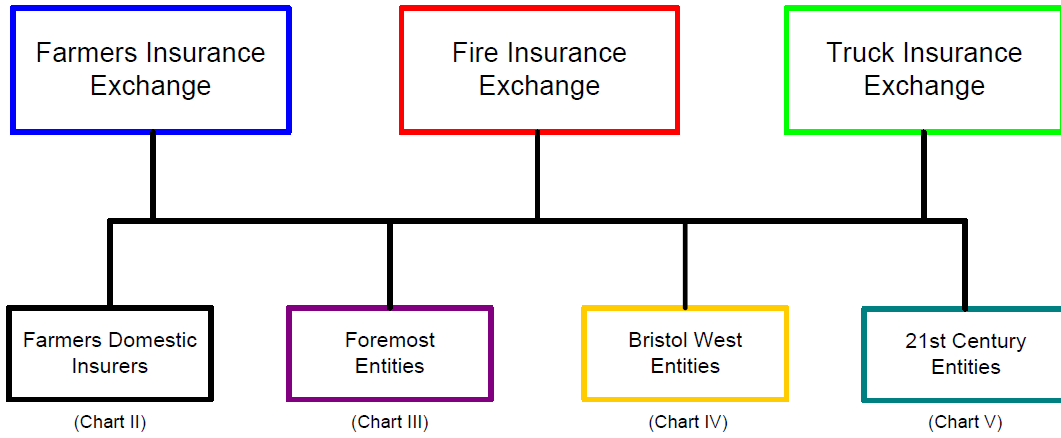 Farmers Insurance
Exchange
Fire Insurance
Exchange
Truck Insurance
Exchange
Farmers Domestic
Insurers
(Chart II)
Foremost
Entities
(Chart III)
Bristol West
Entities
(Chart IV)
21st Century
Entities
(Chart V)